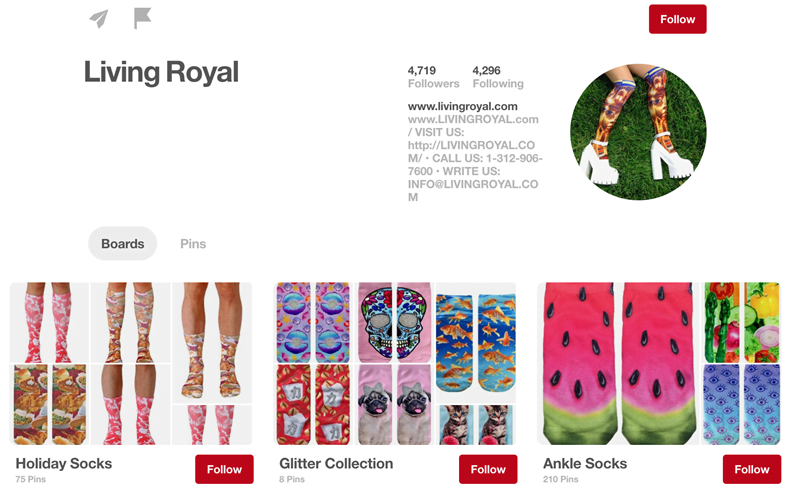 Follow
Living Royal
4,719 4,296
Followers Following
www.livingroyal.com
www.LIVINGROYAL.com
/ VISIT US:
http://LIVINGROYAL.CO
M/ • CALL US: 1-312-906-
7600 • WRITE US:
INFO@LIVINGROYAL.CO
M
Boards Pins
Holiday Socks
75 Pins
Follow
Glitter Collection
8 Pins
Follow
Ankle Socks
210 Pins
Follow